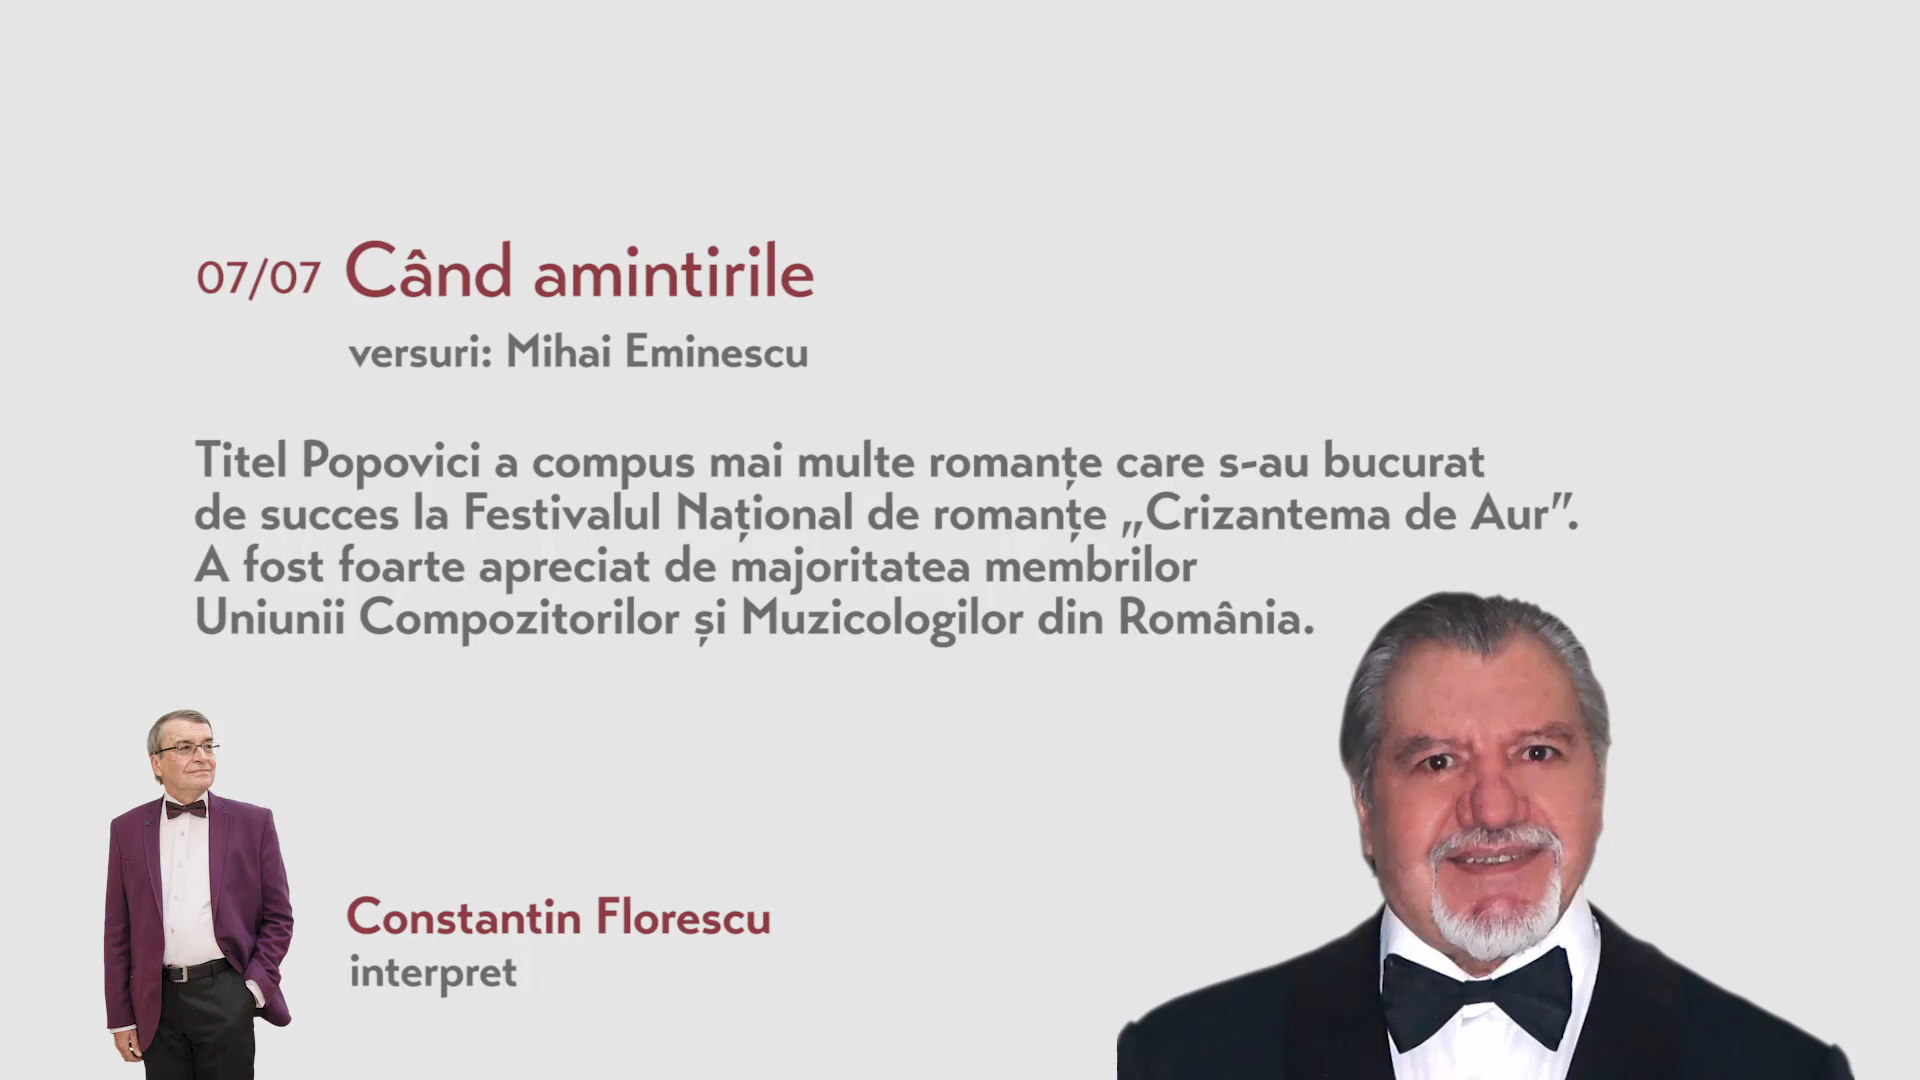 07/07 Când amintirile
versuri: Mihai Eminescu
Titel Popovici a compus mai multe romanțe care s-au bucurat
de succes la Festivalul Național de romanțe „Crizantema de Aur”.
A fost foarte apreciat de majoritatea membrilor
Uniunii Compozitorilor și Muzicologilor din România.
Constantin Florescu
interpret